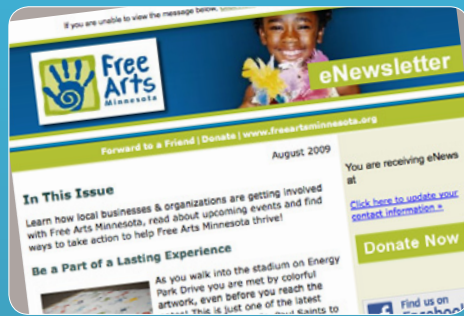 If you are unable to view the message below,
Free
Arts
Minnesota
eNewsletter
Forward to a Friend | Donate | www.freeartsminnesota.org
August 2009
In This Issue
Learn how local businesses & organizations are getting involved
with Free Arts Minnesota, read about upcoming events and find
ways to take action to help Free Arts Minnesota thrive!
Be a Part of a Lasting Experience
As you walk into the stadium on Energy
Park Drive you are met by colorful
artwork, even before you reach the
This is just one of the latest
Saints to
You are receiving eNews
at
Click here to update your
contact information »
Donate Now
Find us on